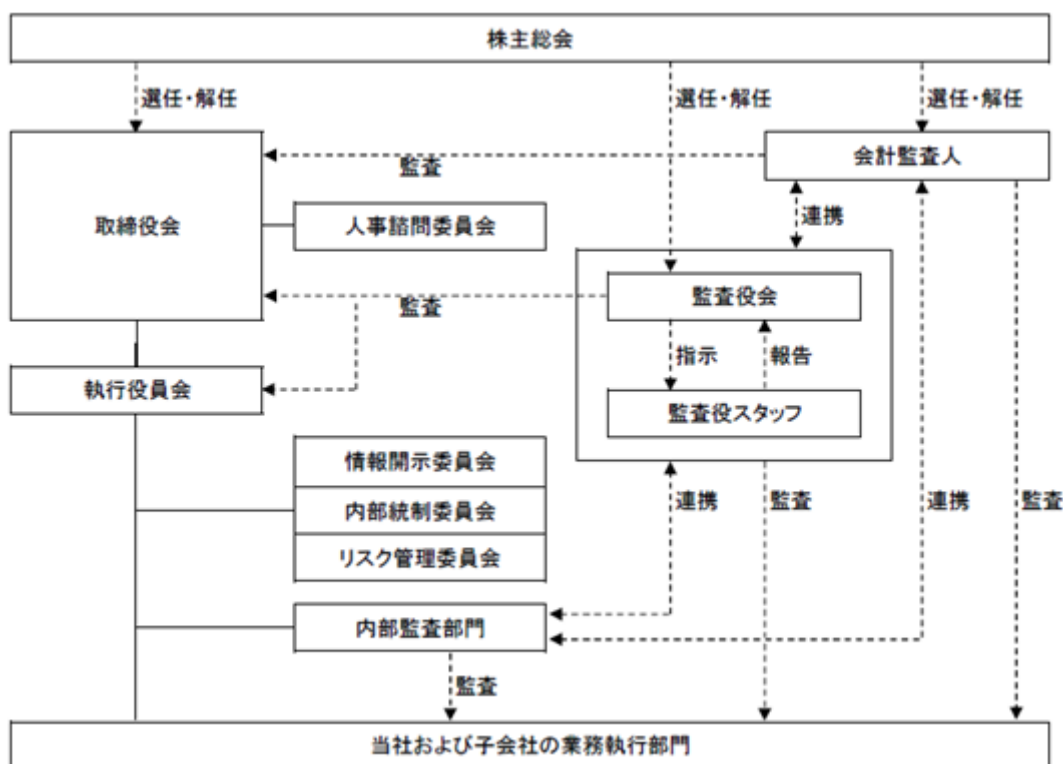 株主総会
選任・解任
選任・解任
選任・解任
会計監査人
監査
取締役会
人事諮問委員会
連携
監査役会
監査
指示
報告
執行役員会
監査役スタッフ
情報開示委員会
内部統制委員会
リスク管理委員会
連携
監査
連携
監査
内部監査部門
監査
当社および子会社の業務執行部門